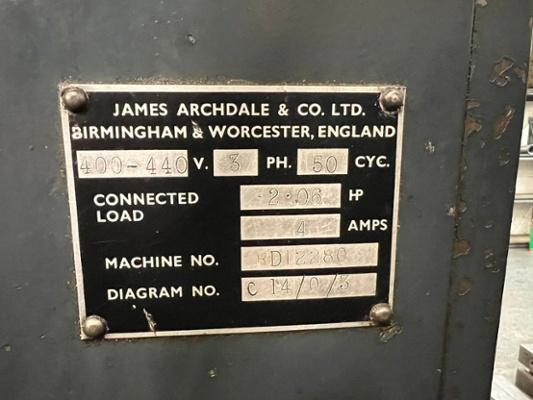 JAMES ARCHDALE & CO. LTD.
BIRMINGHAM & WORCESTER, ENGLAND
400-440 V. 3 PH. 50 CYC.
CONNECTED LOAD 2·06 HP
4 AMPS
MACHINE NO.
DIAGRAM NO. C 14/0/3